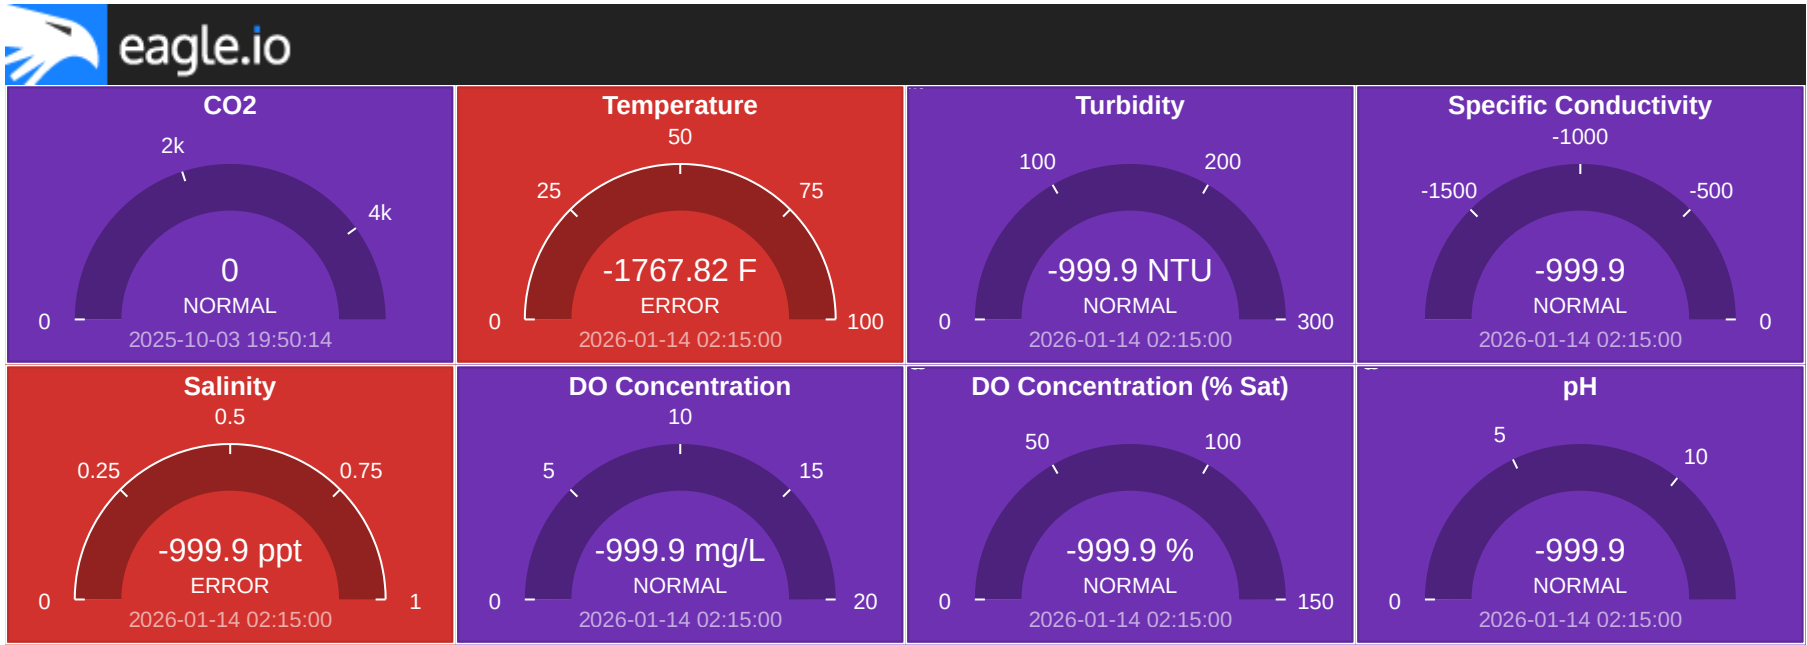 eagle.io
CO2
2k
4k
0
NORMAL
0
2025-10-03 19:50:14
Temperature
50
25
75
-1767.82 F
ERROR
0
100
2026-01-14 02:15:00
Turbidity
100
200
-999.9 NTU
NORMAL
0
300
2026-01-14 02:15:00
Specific Conductivity
-1000
-1500
-500
-999.9
NORMAL
0
2026-01-14 02:15:00
Salinity
0.5
0.25
0.75
-999.9 ppt
ERROR
0
1
2026-01-14 02:15:00
DO Concentration
10
5
15
-999.9 mg/L
NORMAL
0
20
2026-01-14 02:15:00
DO Concentration (% Sat)
50
100
-999.9 %
NORMAL
0
150
2026-01-14 02:15:00
pH
5
10
-999.9
NORMAL
0
2026-01-14 02:15:00